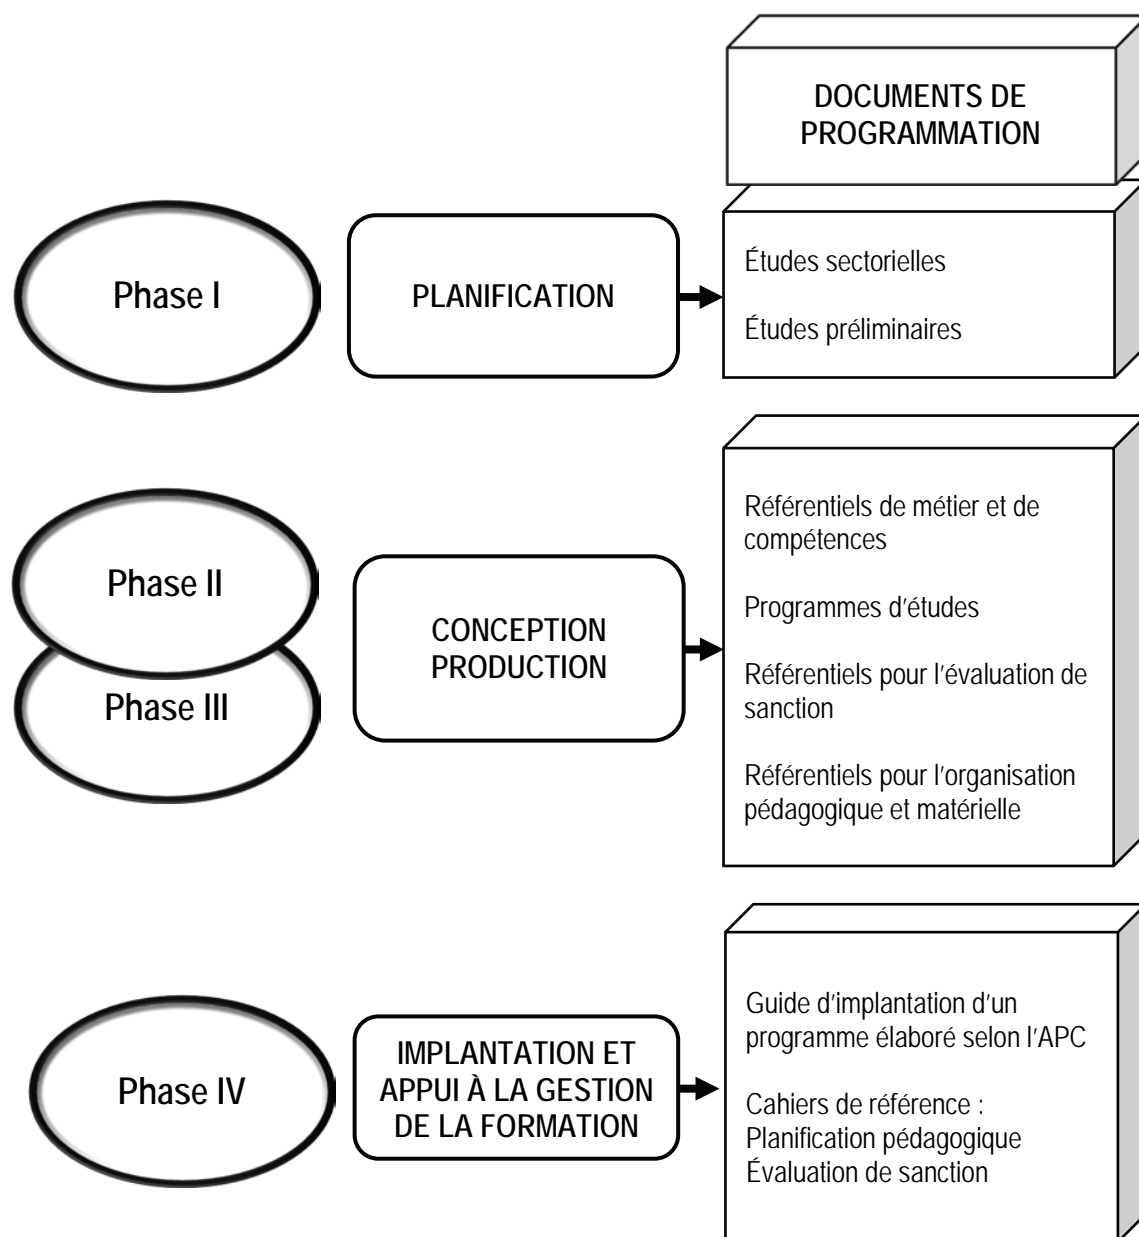 DOCUMENTS DE
PROGRAMMATION
Phase I
PLANIFICATION
Études sectorielles
Études préliminaires
Phase II
Phase III
CONCEPTION
PRODUCTION
Référentiels de métier et de
compétences
Programmes d'études
Référentiels pour l'évaluation de
sanction
Référentiels pour l'organisation
pédagogique et matérielle
Phase IV
IMPLANTATION ET
APPUI À LA GESTION
DE LA FORMATION
Guide d'implantation d'un
programme élaboré selon l'APC
Cahiers de référence :
Planification pédagogique
Évaluation de sanction